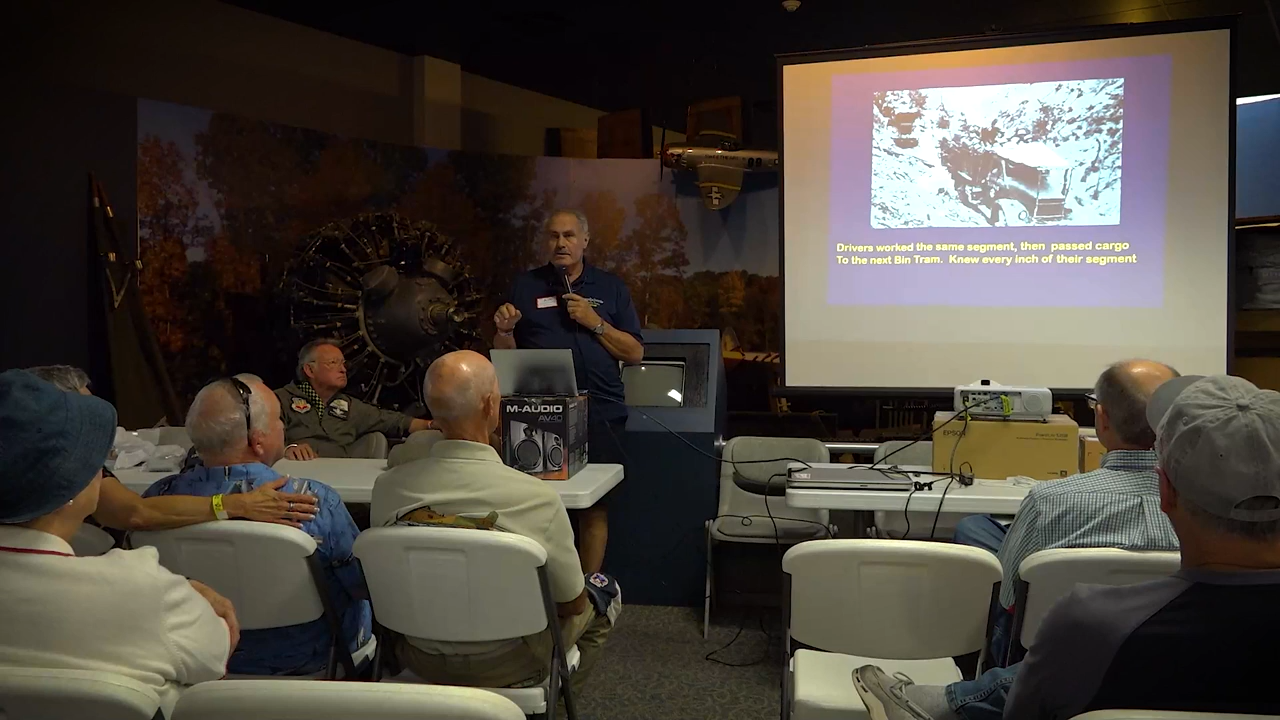 Drivers worked the same segment, then passed cargo
To the next Bin Tram. Knew every inch of their segment
M-AUDIO
AV40
EPSON